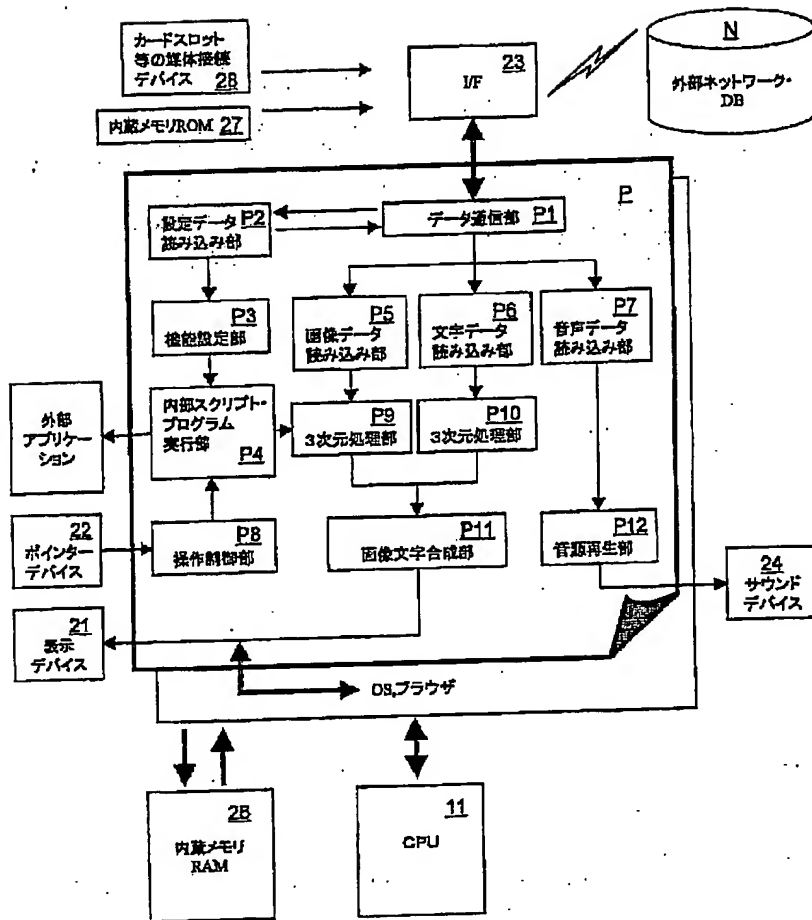 カードスロット
等の媒体接続
デバイス 28
内蔵メモリROM 27
23
I/F
N
外部ネットワーク・
DB
P
データ通信部 P1
P2
設定データ
読み込み部
P3
機能設定部
P5
画像データ
読み込み部
P6
文字データ
読み込み部
P7
音声データ
読み込み部
外部
アプリケー
ション
内部スクリプト・
プログラム
実行部
P4
P9
3次元処理部
P10
3次元処理部
22
ポインター
デバイス
P8
操作制御部
P11
画像文字合成部
P12
音源再生部
24
サウンド
デバイス
21
表示
デバイス
OS,ブラウザ
内蔵メモリ
RAM
11
CPU